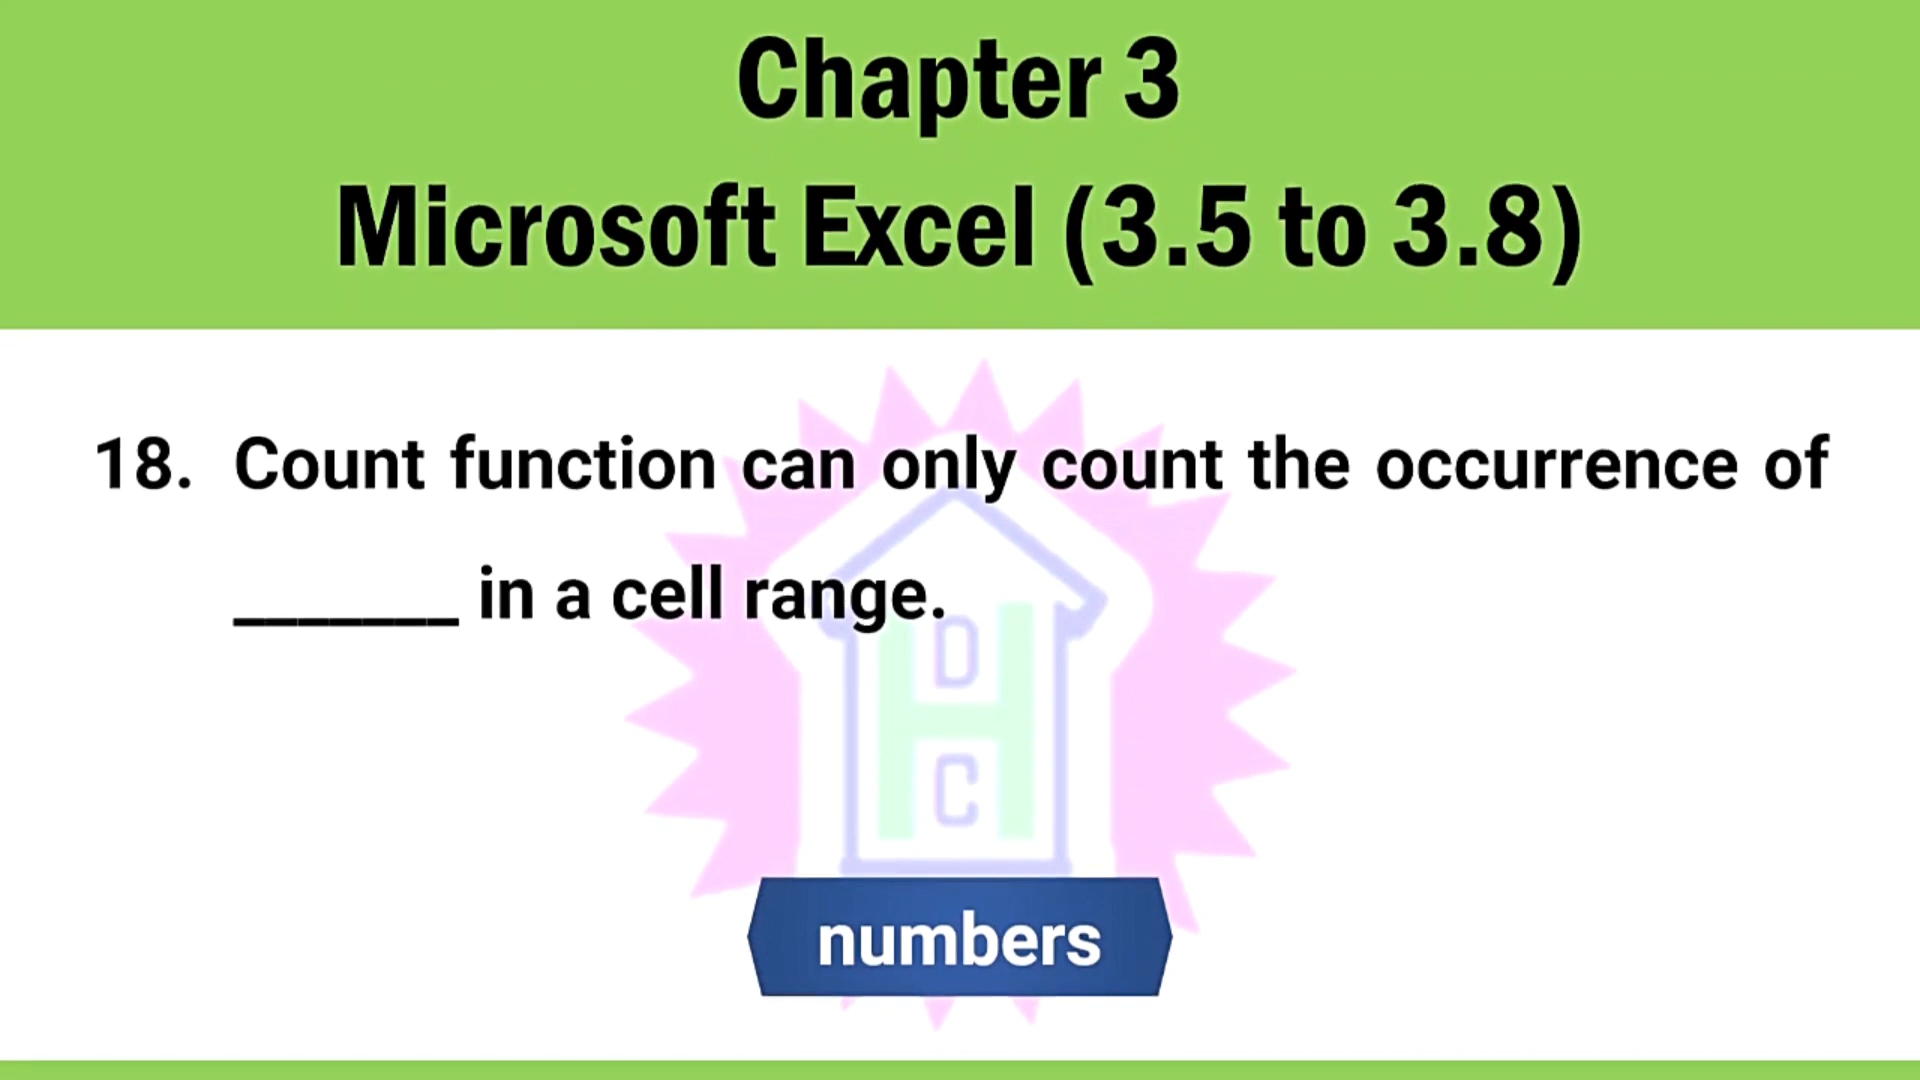 Chapter 3
Microsoft Excel (3.5 to 3.8)
18. Count function can only count the occurrence of
_______ in a cell range.
D
H
C
numbers